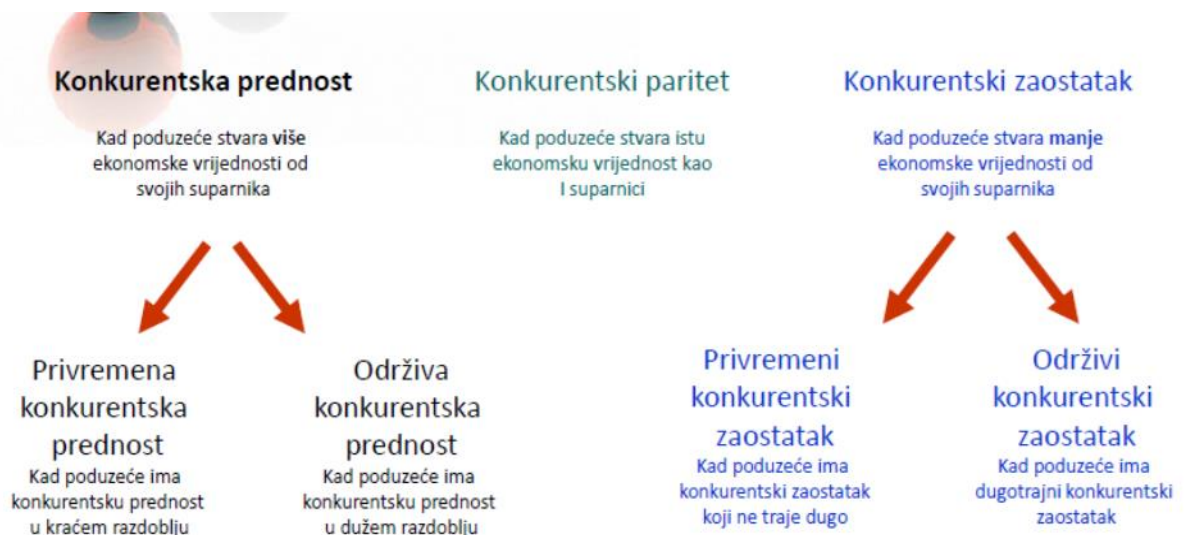 Konkurentska prednost
Kad poduzeće stvara više
ekonomske vrijednosti od
svojih suparnika
Konkurentski paritet
Kad poduzeće stvara istu
ekonomsku vrijednost kao
I suparnici
Konkurentski zaostatak
Kad poduzeće stvara manje
ekonomske vrijednosti od
svojih suparnika
Privremena
konkurentska
prednost
Kad poduzeće ima
konkurentsku prednost
u kraćem razdoblju
Održiva
konkurentska
prednost
Kad poduzeće ima
konkurentsku prednost
u dužem razdoblju
Privremeni
konkurentski
zaostatak
Kad poduzeće ima
konkurentski zaostatak
koji ne traje dugo
Održivi
konkurentski
zaostatak
Kad poduzeće ima
dugotrajni konkurentski
zaostatak